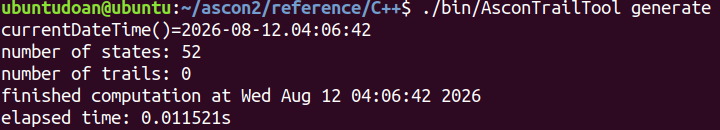 ubuntudoan@ubuntu:~/ascon2/reference/C++$ ./bin/AsconTrailTool generate
currentDateTime()=2026-08-12.04:06:42
number of states: 52
number of trails: 0
finished computation at Wed Aug 12 04:06:42 2026
elapsed time: 0.011521s